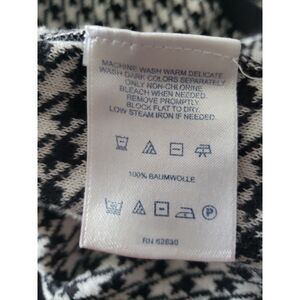 MACHINE WASH WARM DELICATE.
WASH DARK COLORS SEPARATELY.
ONLY NON-CHLORINE
BLEACH WHEN NEEDED.
REMOVE PROMPTLY
BLOCK FLAT TO DRY.
LOW STEAM IRON IF NEEDED.
100% BAUMWOLLE
P
RN 62830